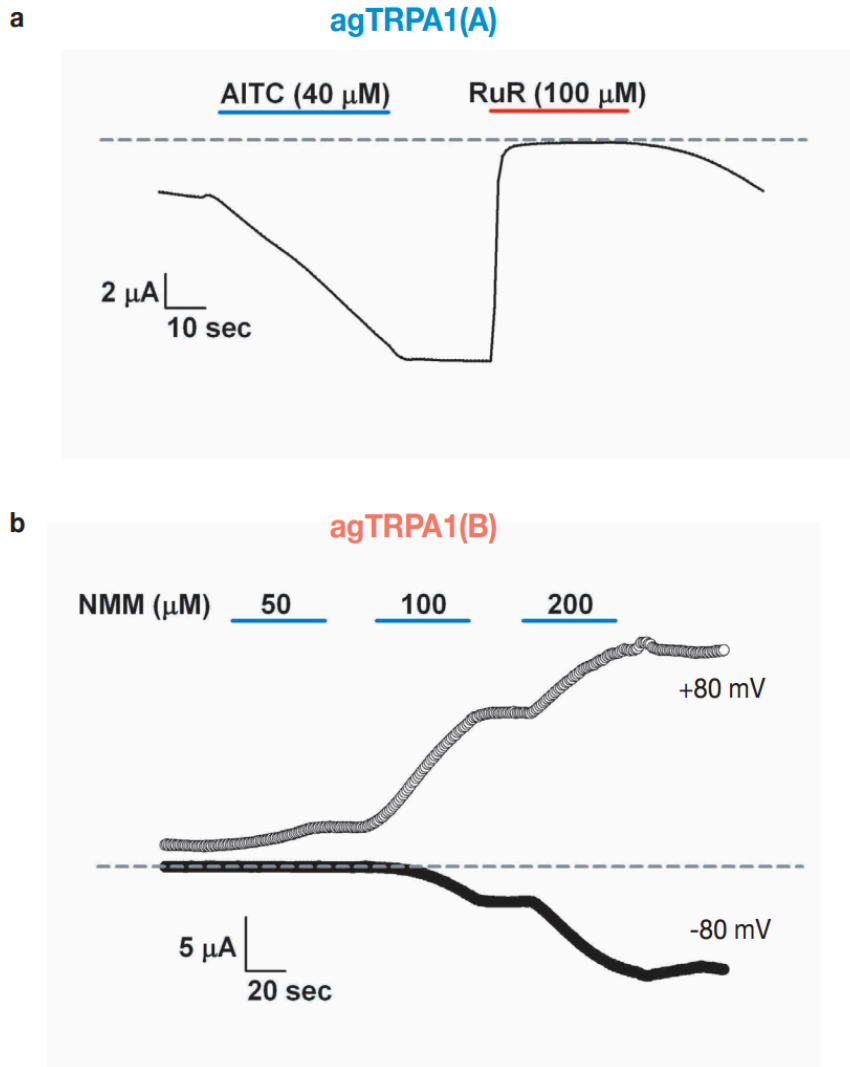 a
agTRPA1(A)
AITC (40 μM)
RuR (100 μM)
2 μA
10 sec
b
agTRPA1(B)
NMM (μM)
50
100
200
+80 mV
-80 mV
5 μA
20 sec